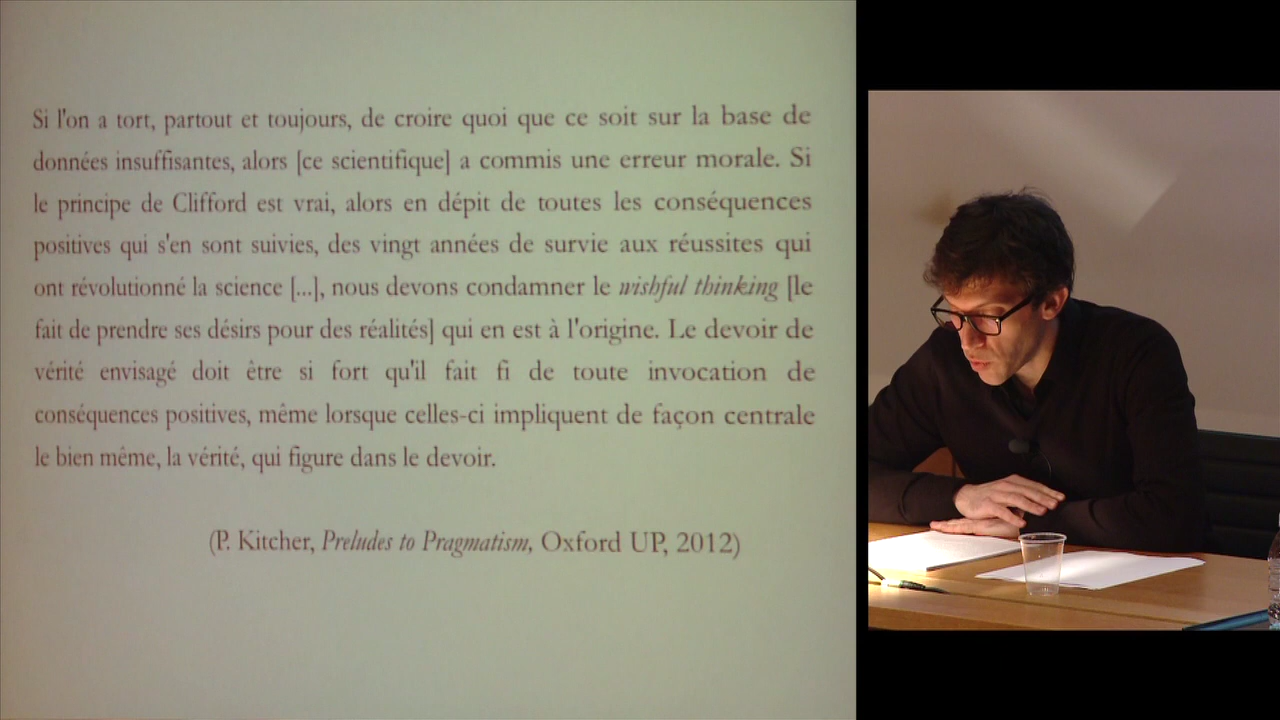 Si l'on a tort, partout et toujours, de croire quoi que ce soit sur la base de
données insuffisantes, alors [ce scientifique] a commis une erreur morale. Si
le principe de Clifford est vrai, alors en dépit de toutes les conséquences
positives qui s'en sont suivies, des vingt années de survie aux réussites qui
ont révolutionné la science [...], nous devons condamner le wishful thinking [le
fait de prendre ses désirs pour des réalités] qui en est à l'origine. Le devoir de
vérité envisagé doit être si fort qu'il fait fi de toute invocation de
conséquences positives, même lorsque celles-ci impliquent de façon centrale
le bien même, la vérité, qui figure dans le devoir.
(P. Kitcher, Preludes to Pragmatism, Oxford UP, 2012)